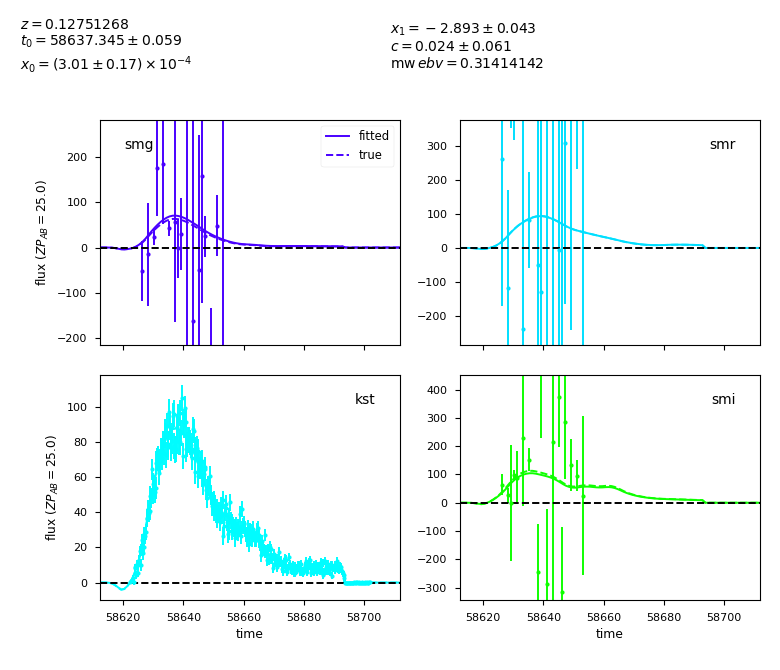 z = 0.12751268
t₀ = 58637.345 ± 0.059
x₀ = (3.01 ± 0.17) × 10⁻⁴
x₁ = −2.893 ± 0.043
c = 0.024 ± 0.061
mw ebv = 0.31414142
smg
fitted
true
200
100
0
−100
−200
flux (ZP_AB = 25.0)
smr
300
200
100
0
−100
−200
kst
100
80
60
40
20
0
flux (ZP_AB = 25.0)
58620 58640 58660 58680 58700
time
smi
400
300
200
100
0
−100
−200
−300
58620 58640 58660 58680 58700
time